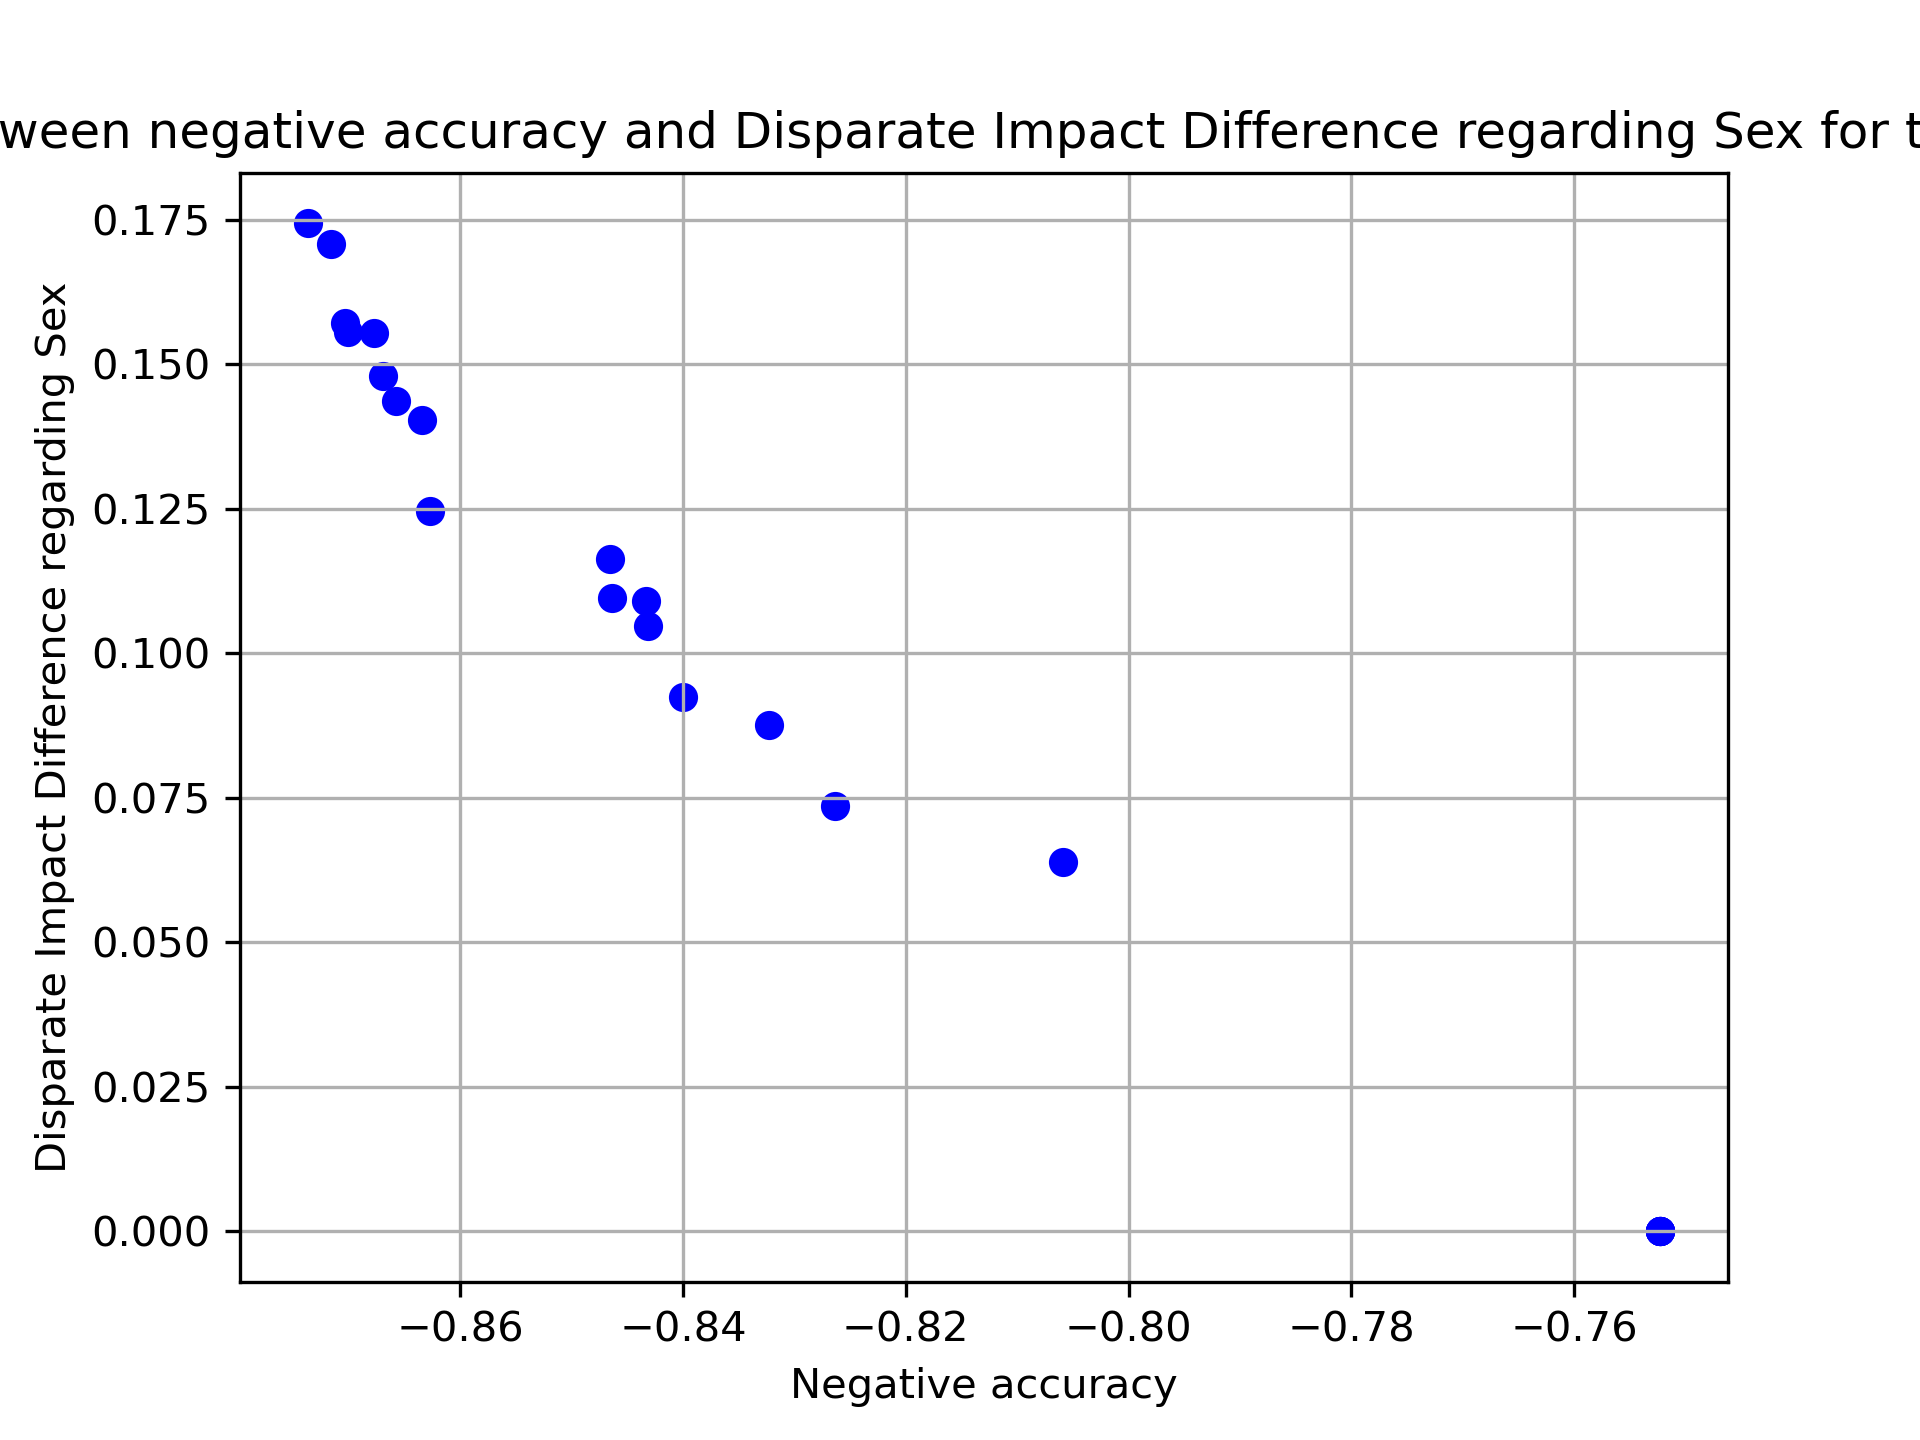 ween negative accuracy and Disparate Impact Difference regarding Sex for t
0.175
0.150
0.125
0.100
0.075
0.050
0.025
0.000
Disparate Impact Difference regarding Sex
−0.86 −0.84 −0.82 −0.80 −0.78 −0.76
Negative accuracy